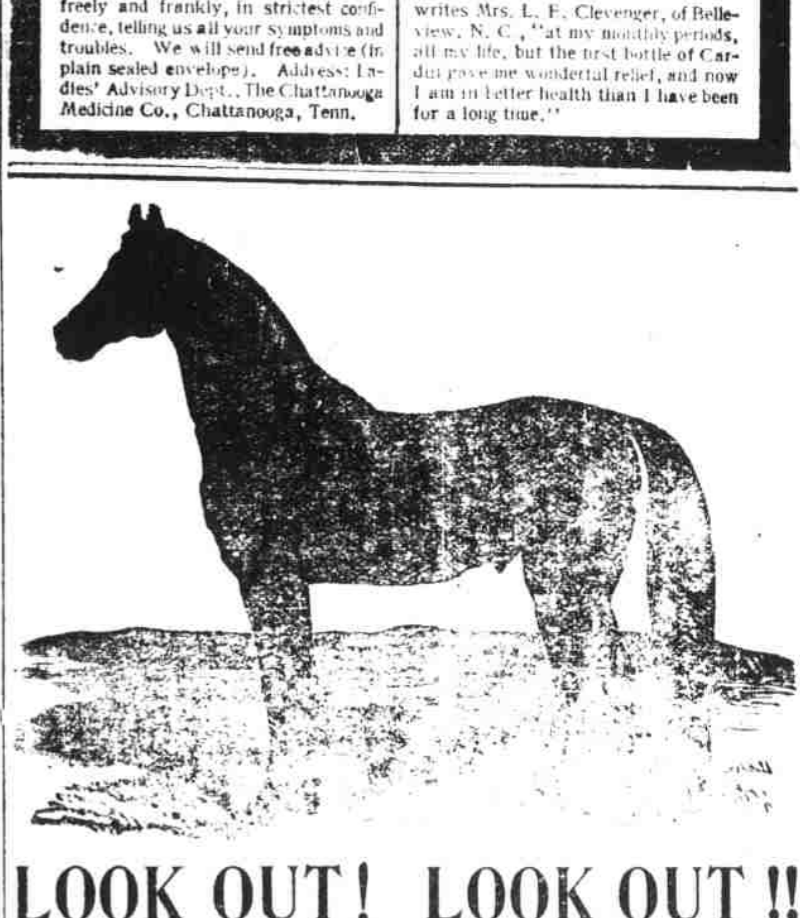 freely and frankly, in strictest confi-
dence, telling us all your symptoms and
troubles. We will send free advice (in
plain sealed envelope). Address: La-
dies' Advisory Dept., The Chattanooga
Medicine Co., Chattanooga, Tenn.
writes Mrs. L. E. Clevenger, of Belle-
view, N. C., "at my monthly periods,
all my life, but the first bottle of Car-
dui gave me wonderful relief, and now
I am in better health than I have been
for a long time."
LOOK OUT! LOOK OUT !!